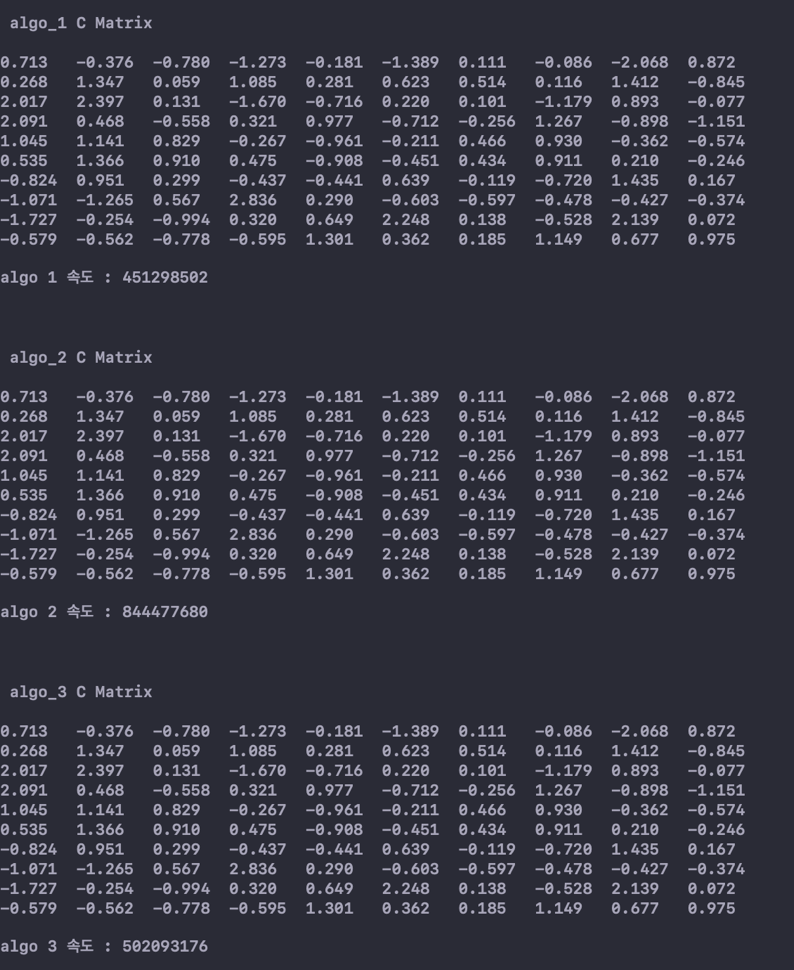 algo_1 C Matrix
0.713 -0.376 -0.780 -1.273 -0.181 -1.389 0.111 -0.086 -2.068 0.872
0.268 1.347 0.059 1.085 0.281 0.623 0.514 0.116 1.412 -0.845
2.017 2.397 0.131 -1.670 -0.716 0.220 0.101 -1.179 0.893 -0.077
2.091 0.468 -0.558 0.321 0.977 -0.712 -0.256 1.267 -0.898 -1.151
1.045 1.141 0.829 -0.267 -0.961 -0.211 0.466 0.930 -0.362 -0.574
0.535 1.366 0.910 0.475 -0.908 -0.451 0.434 0.911 0.210 -0.246
-0.824 0.951 0.299 -0.437 -0.441 0.639 -0.119 -0.720 1.435 0.167
-1.071 -1.265 0.567 2.836 0.290 -0.603 -0.597 -0.478 -0.427 -0.374
-1.727 -0.254 -0.994 0.320 0.649 2.248 0.138 -0.528 2.139 0.072
-0.579 -0.562 -0.778 -0.595 1.301 0.362 0.185 1.149 0.677 0.975
algo 1 속도 : 451298502
algo_2 C Matrix
0.713 -0.376 -0.780 -1.273 -0.181 -1.389 0.111 -0.086 -2.068 0.872
0.268 1.347 0.059 1.085 0.281 0.623 0.514 0.116 1.412 -0.845
2.017 2.397 0.131 -1.670 -0.716 0.220 0.101 -1.179 0.893 -0.077
2.091 0.468 -0.558 0.321 0.977 -0.712 -0.256 1.267 -0.898 -1.151
1.045 1.141 0.829 -0.267 -0.961 -0.211 0.466 0.930 -0.362 -0.574
0.535 1.366 0.910 0.475 -0.908 -0.451 0.434 0.911 0.210 -0.246
-0.824 0.951 0.299 -0.437 -0.441 0.639 -0.119 -0.720 1.435 0.167
-1.071 -1.265 0.567 2.836 0.290 -0.603 -0.597 -0.478 -0.427 -0.374
-1.727 -0.254 -0.994 0.320 0.649 2.248 0.138 -0.528 2.139 0.072
-0.579 -0.562 -0.778 -0.595 1.301 0.362 0.185 1.149 0.677 0.975
algo 2 속도 : 844477680
algo_3 C Matrix
0.713 -0.376 -0.780 -1.273 -0.181 -1.389 0.111 -0.086 -2.068 0.872
0.268 1.347 0.059 1.085 0.281 0.623 0.514 0.116 1.412 -0.845
2.017 2.397 0.131 -1.670 -0.716 0.220 0.101 -1.179 0.893 -0.077
2.091 0.468 -0.558 0.321 0.977 -0.712 -0.256 1.267 -0.898 -1.151
1.045 1.141 0.829 -0.267 -0.961 -0.211 0.466 0.930 -0.362 -0.574
0.535 1.366 0.910 0.475 -0.908 -0.451 0.434 0.911 0.210 -0.246
-0.824 0.951 0.299 -0.437 -0.441 0.639 -0.119 -0.720 1.435 0.167
-1.071 -1.265 0.567 2.836 0.290 -0.603 -0.597 -0.478 -0.427 -0.374
-1.727 -0.254 -0.994 0.320 0.649 2.248 0.138 -0.528 2.139 0.072
-0.579 -0.562 -0.778 -0.595 1.301 0.362 0.185 1.149 0.677 0.975
algo 3 속도 : 502093176